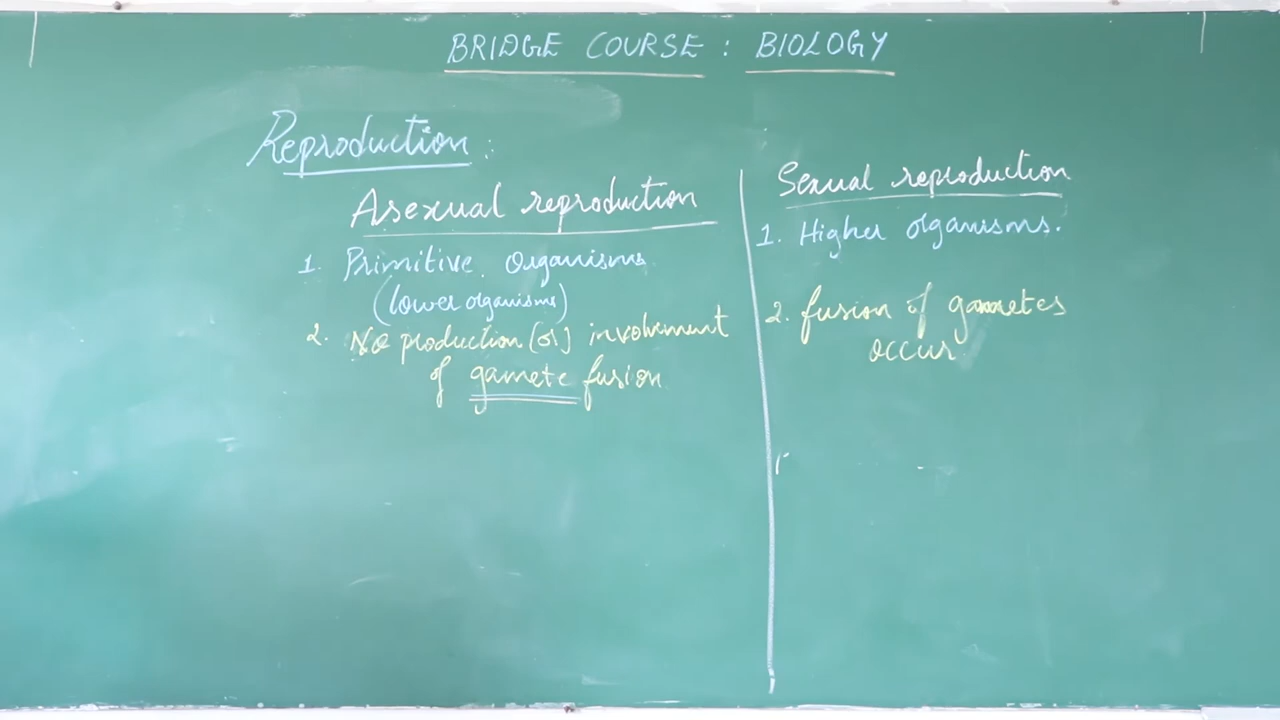 BRIDGE COURSE : BIOLOGY
Reproduction :
Asexual reproduction
1. Primitive organisms
(lower organisms)
2. No production (or) involvement
of gamete fusion
Sexual reproduction
1. Higher organisms.
2. fusion of gametes
occur.